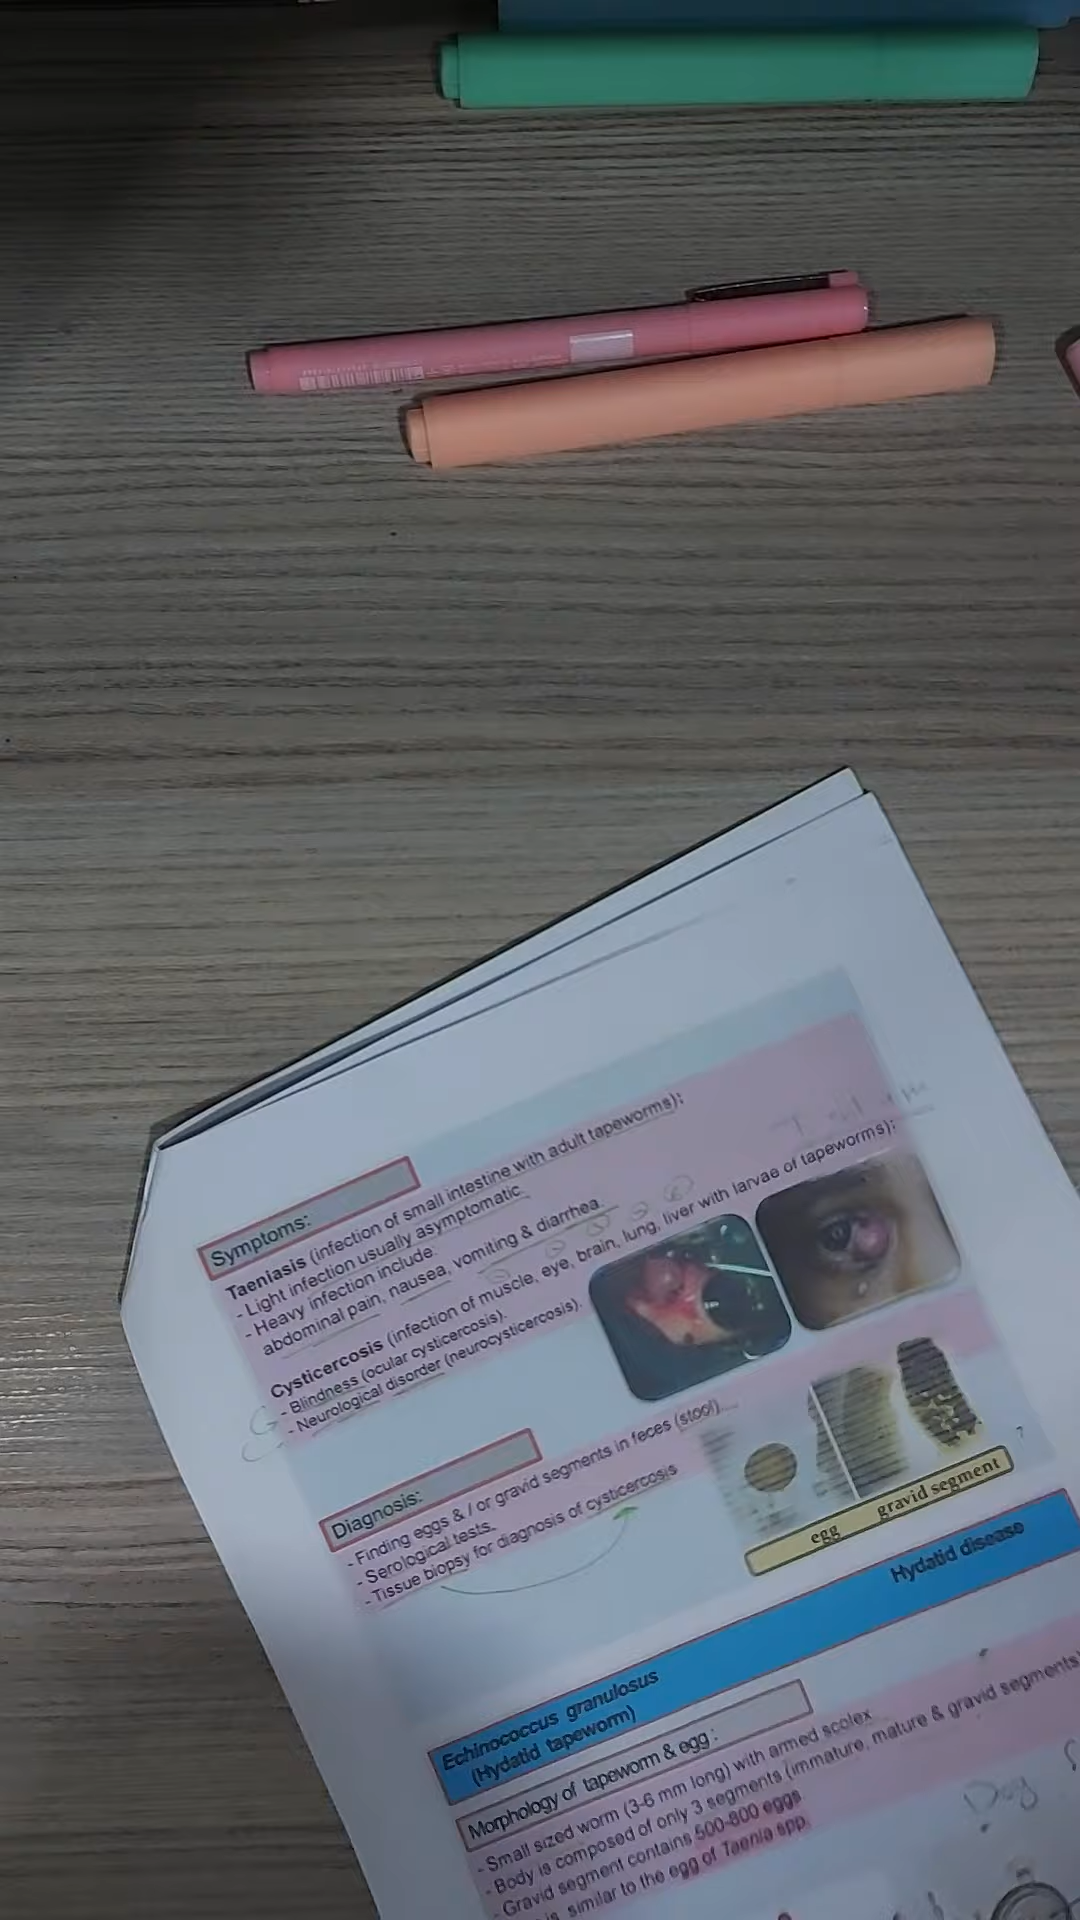 Symptoms:
Taeniasis (infection of small intestine with adult tapeworms):
- Light infection usually asymptomatic.
- Heavy infection include:
abdominal pain, nausea, vomiting & diarrhea.
Cysticercosis (infection of muscle, eye, brain, lung, liver with larvae of tapeworms):
- Blindness (ocular cysticercosis).
- Neurological disorder (neurocysticercosis).
Diagnosis:
- Finding eggs & / or gravid segments in feces (stool)
- Serological tests.
- Tissue biopsy for diagnosis of cysticercosis
egg gravid segment
7
Hydatid disease
Echinococcus granulosus
(Hydatid tapeworm)
Morphology of tapeworm & egg :
- Small sized worm (3-6 mm long) with armed scolex
- Body is composed of only 3 segments (immature, mature & gravid segments)
- Gravid segment contains 500-800 eggs
is similar to the egg of Taenia spp.
Dog